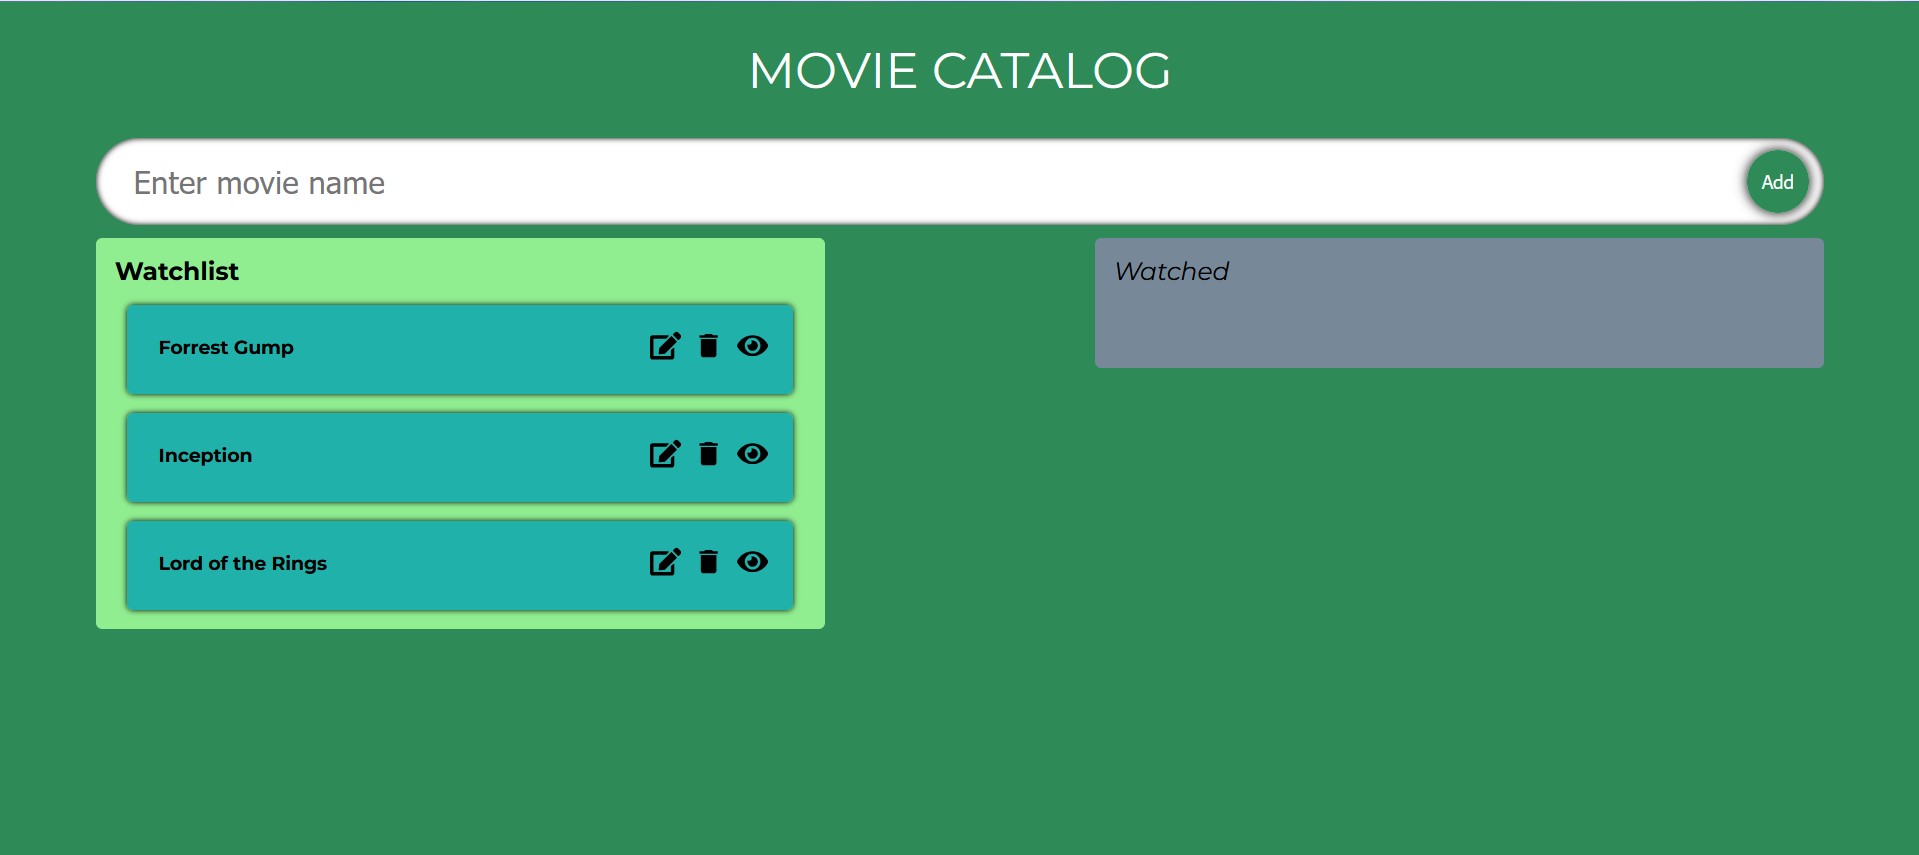 MOVIE CATALOG
Enter movie name
Add
Watchlist
Forrest Gump
Inception
Lord of the Rings
Watched